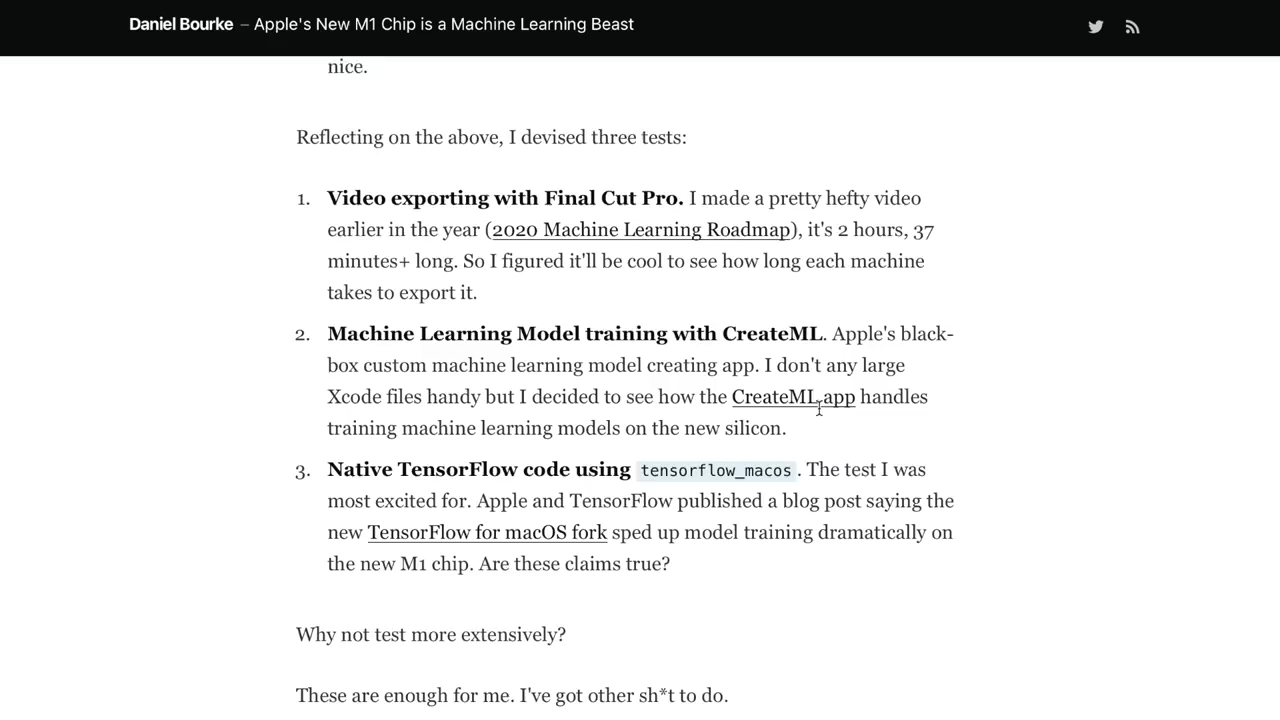 Daniel Bourke – Apple's New M1 Chip is a Machine Learning Beast
nice.
Reflecting on the above, I devised three tests:
1. Video exporting with Final Cut Pro. I made a pretty hefty video
earlier in the year (2020 Machine Learning Roadmap), it's 2 hours, 37
minutes+ long. So I figured it'll be cool to see how long each machine
takes to export it.
2. Machine Learning Model training with CreateML. Apple's black-
box custom machine learning model creating app. I don't any large
Xcode files handy but I decided to see how the CreateML app handles
training machine learning models on the new silicon.
3. Native TensorFlow code using tensorflow_macos. The test I was
most excited for. Apple and TensorFlow published a blog post saying the
new TensorFlow for macOS fork sped up model training dramatically on
the new M1 chip. Are these claims true?
Why not test more extensively?
These are enough for me. I've got other sh*t to do.